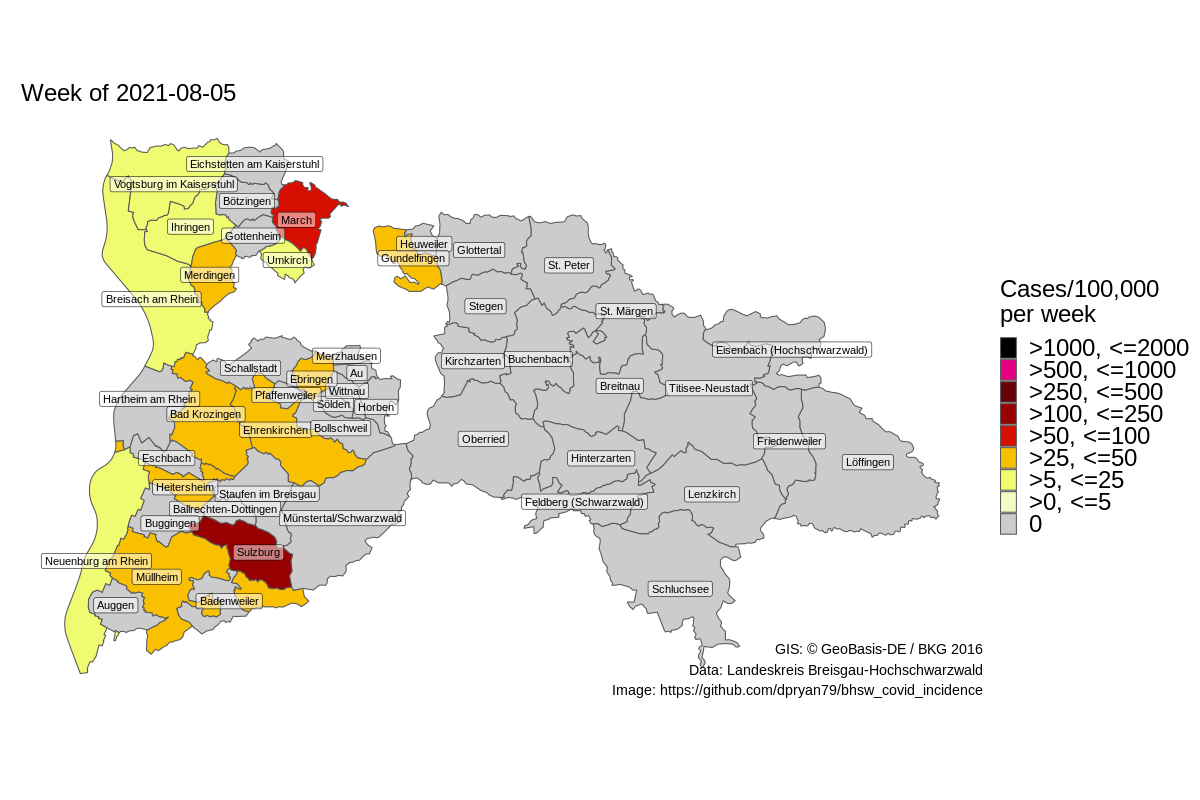 Week of 2021-08-05
Eichstetten am Kaiserstuhl
Vogtsburg im Kaiserstuhl
Bötzingen
March
Ihringen
Gottenheim
Umkirch
Merdingen
Breisach am Rhein
Heuweiler
Gundelfingen
Glottertal
St. Peter
Stegen
St. Märgen
Eisenbach (Hochschwarzwald)
Kirchzarten
Buchenbach
Breitnau
Titisee-Neustadt
Merzhausen
Schallstadt
Au
Ebringen
Wittnau
Pfaffenweiler
Sölden
Horben
Hartheim am Rhein
Bad Krozingen
Ehrenkirchen
Bollschweil
Oberried
Friedenweiler
Hinterzarten
Löffingen
Eschbach
Heitersheim
Staufen im Breisgau
Feldberg (Schwarzwald)
Lenzkirch
Ballrechten-Dottingen
Buggingen
Münstertal/Schwarzwald
Sulzburg
Neuenburg am Rhein
Müllheim
Schluchsee
Auggen
Badenweiler
Cases/100,000
per week
>1000, <=2000
>500, <=1000
>250, <=500
>100, <=250
>50, <=100
>25, <=50
>5, <=25
>0, <=5
0
GIS: © GeoBasis-DE / BKG 2016
Data: Landeskreis Breisgau-Hochschwarzwald
Image: https://github.com/dpryan79/bhsw_covid_incidence